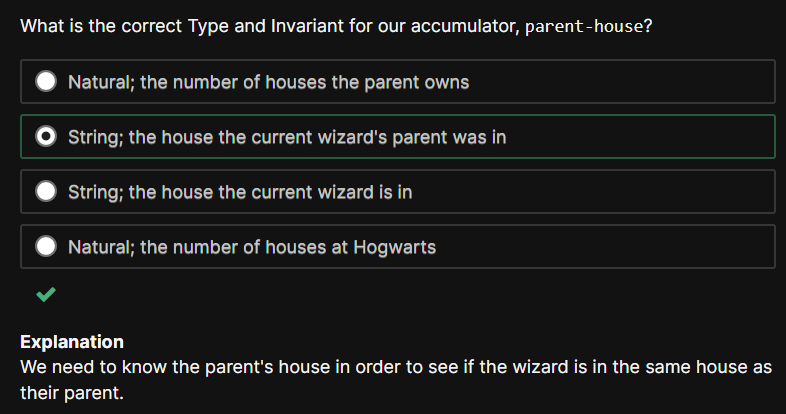 What is the correct Type and Invariant for our accumulator, parent-house?
Natural; the number of houses the parent owns
String; the house the current wizard's parent was in
String; the house the current wizard is in
Natural; the number of houses at Hogwarts
Explanation
We need to know the parent's house in order to see if the wizard is in the same house as
their parent.